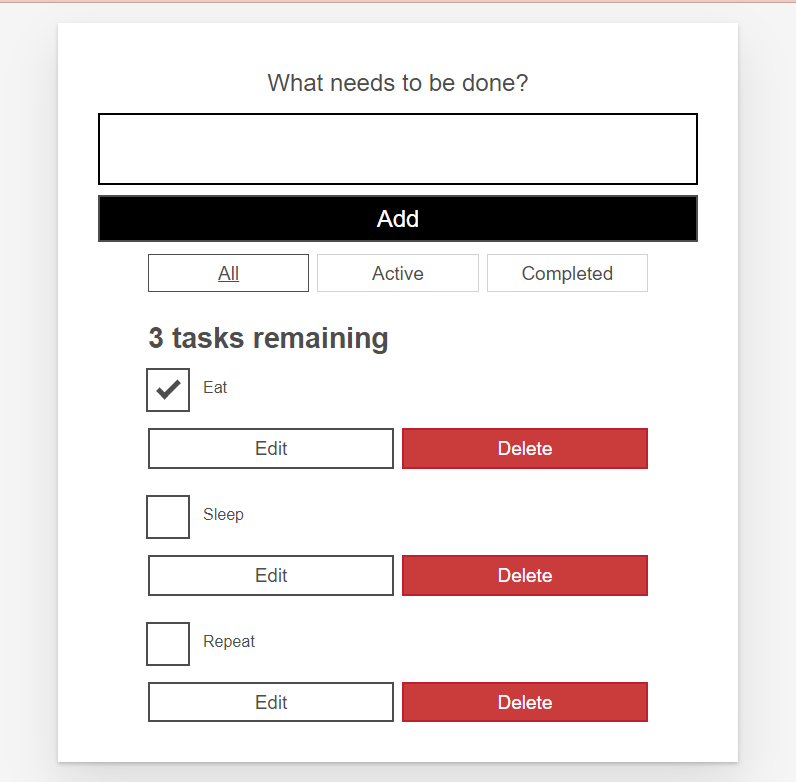 What needs to be done?
Add
All Active Completed
3 tasks remaining
Eat
Edit Delete
Sleep
Edit Delete
Repeat
Edit Delete